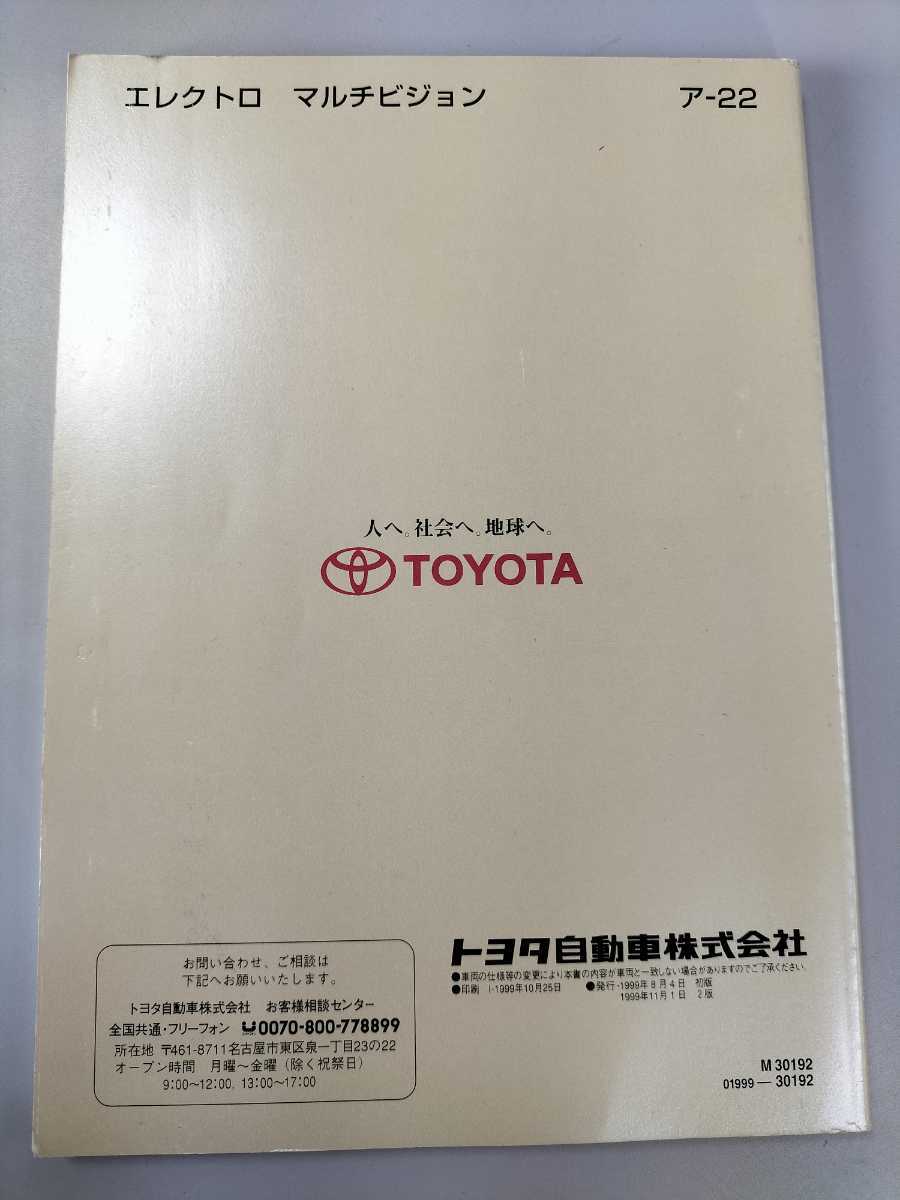 エレクトロ マルチビジョン ア-22
人へ。社会へ。地球へ。
TOYOTA
お問い合わせ、ご相談は
下記へお願いいたします。
トヨタ自動車株式会社 お客様相談センター
全国共通・フリーフォン 0070-800-778899
所在地 〒461-8711名古屋市東区泉一丁目23の22
オープン時間 月曜〜金曜(除く祝祭日)
9:00〜12:00, 13:00〜17:00
トヨタ自動車株式会社
●車両の仕様等の変更により本書の内容が車両と一致しない場合がありますのでご了承ください。
●印刷 I-1999年10月25日 ●発行-1999年8月4日 初版
1999年11月1日 2版
M 30192
01999—30192